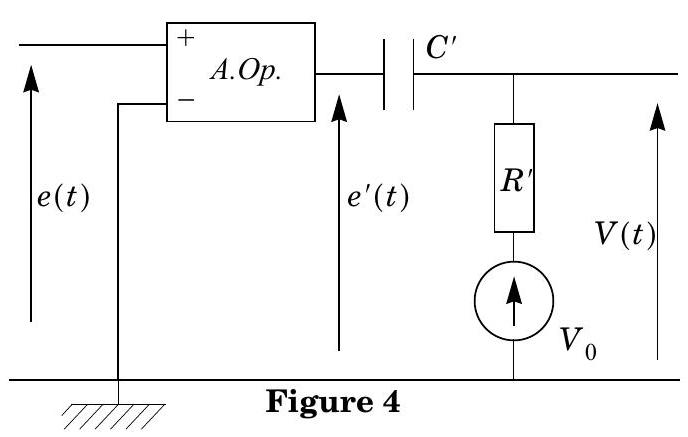 +
A.Op.
−
C′
e(t)
e′(t)
R′
V(t)
V₀
Figure 4